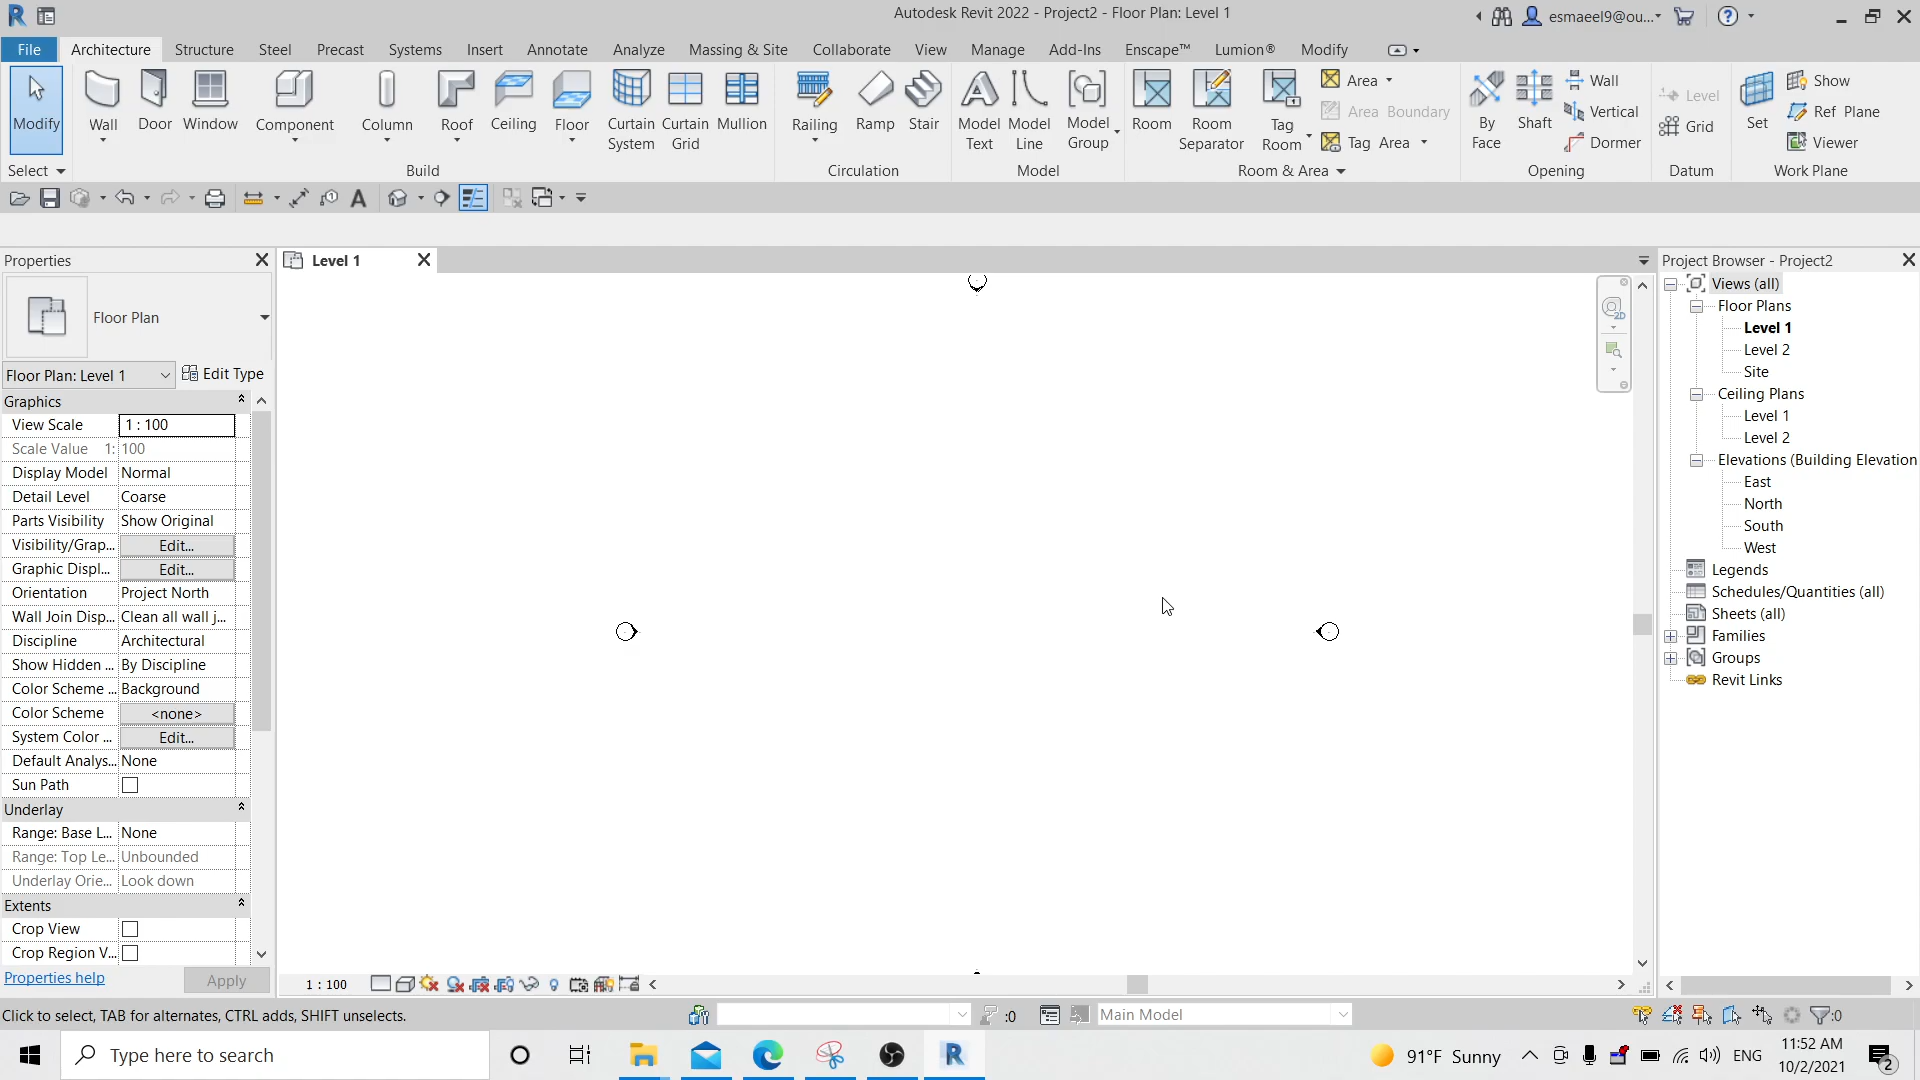 Autodesk Revit 2022 - Project2 - Floor Plan: Level 1
esmaeel9@ou...
File Architecture Structure Steel Precast Systems Insert Annotate Analyze Massing & Site Collaborate View Manage Add-Ins Enscape™ Lumion® Modify
Modify
Wall
Door
Window
Component
Column
Roof
Ceiling
Floor
Curtain System
Curtain Grid
Mullion
Railing
Ramp
Stair
Model Text
Model Line
Model Group
Room
Room Separator
Tag Room
Area
Area Boundary
Tag Area
By Face
Shaft
Wall
Vertical
Dormer
Level
Grid
Set
Show
Ref Plane
Viewer
Select
Build
Circulation
Model
Room & Area
Opening
Datum
Work Plane
Properties
Floor Plan
Floor Plan: Level 1
Edit Type
Graphics
View Scale 1 : 100
Scale Value 1: 100
Display Model Normal
Detail Level Coarse
Parts Visibility Show Original
Visibility/Grap... Edit...
Graphic Displ... Edit...
Orientation Project North
Wall Join Disp... Clean all wall j...
Discipline Architectural
Show Hidden ... By Discipline
Color Scheme ... Background
Color Scheme <none>
System Color ... Edit...
Default Analys... None
Sun Path
Underlay
Range: Base L... None
Range: Top Le... Unbounded
Underlay Orie... Look down
Extents
Crop View
Crop Region V...
Properties help
Apply
Level 1
2D
1 : 100
Project Browser - Project2
Views (all)
Floor Plans
Level 1
Level 2
Site
Ceiling Plans
Level 1
Level 2
Elevations (Building Elevation
East
North
South
West
Legends
Schedules/Quantities (all)
Sheets (all)
Families
Groups
Revit Links
Click to select, TAB for alternates, CTRL adds, SHIFT unselects.
:0
Main Model
:0
Type here to search
91°F Sunny
ENG
11:52 AM
10/2/2021
2